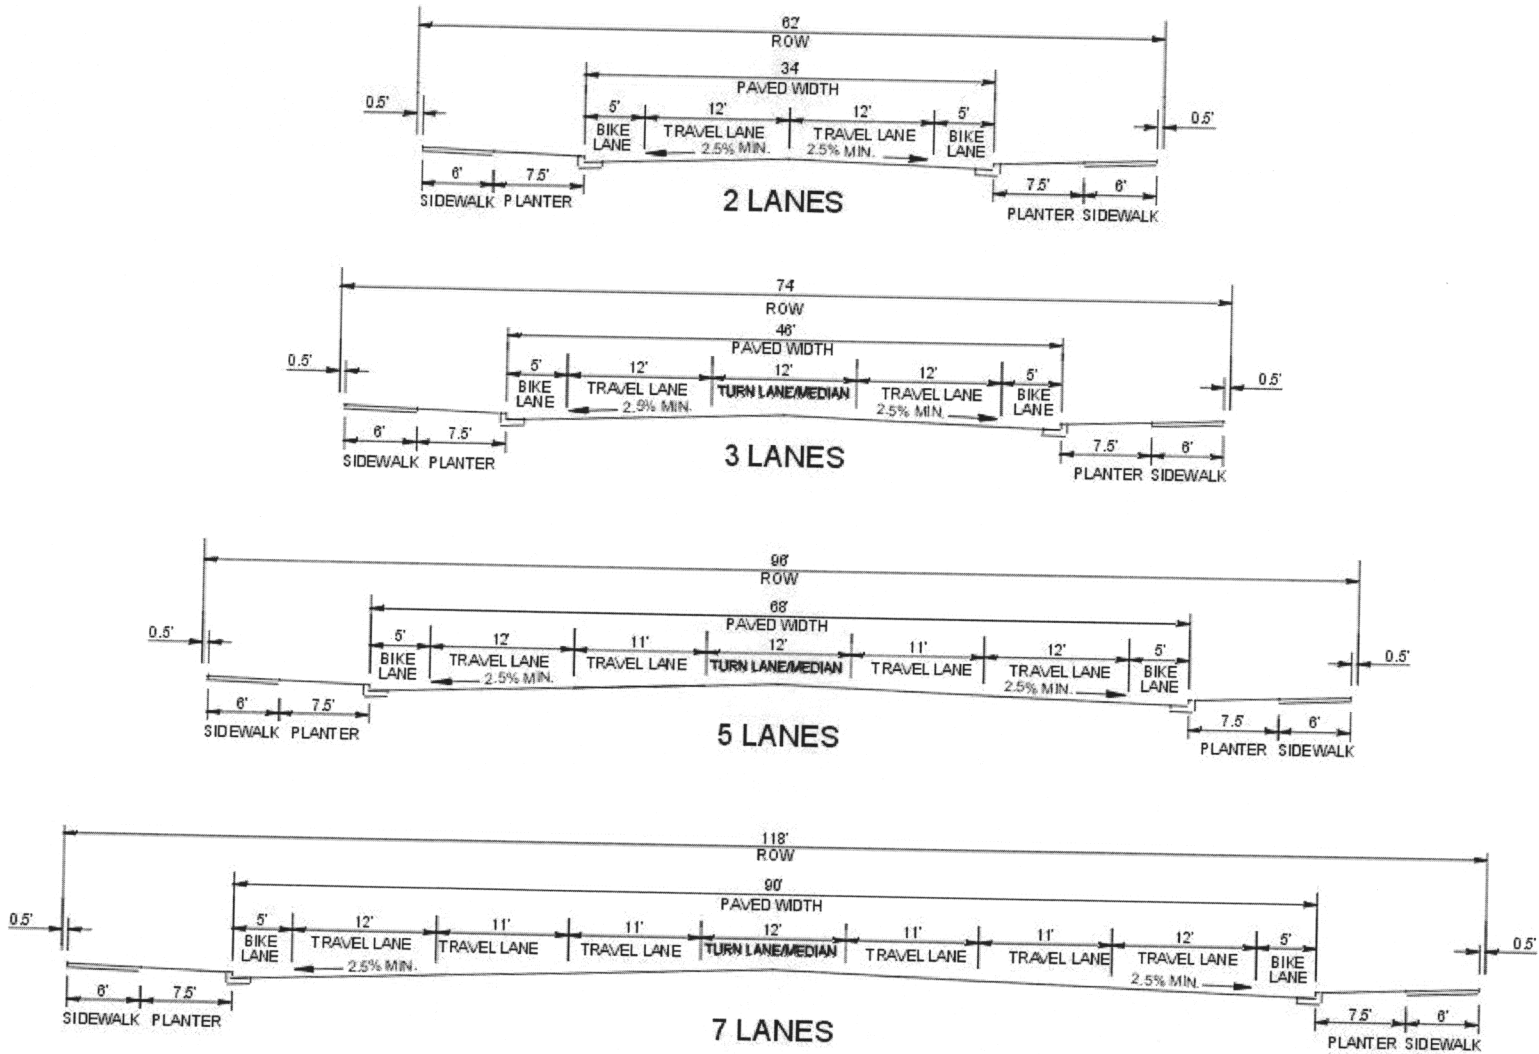 62'
ROW
34'
PAVED WIDTH
0.5' 5' 12' 12' 5' 0.5'
BIKE LANE TRAVEL LANE TRAVEL LANE BIKE LANE
2.5% MIN. 2.5% MIN.
6' 7.5' 7.5' 6'
SIDEWALK PLANTER PLANTER SIDEWALK
2 LANES
74'
ROW
46'
PAVED WIDTH
0.5' 5' 12' 12' 12' 5' 0.5'
BIKE LANE TRAVEL LANE TURN LANE/MEDIAN TRAVEL LANE BIKE LANE
2.5% MIN. 2.5% MIN.
6' 7.5' 7.5' 6'
SIDEWALK PLANTER PLANTER SIDEWALK
3 LANES
96'
ROW
68'
PAVED WIDTH
0.5' 5' 12' 11' 12' 11' 12' 5' 0.5'
BIKE LANE TRAVEL LANE TRAVEL LANE TURN LANE/MEDIAN TRAVEL LANE TRAVEL LANE BIKE LANE
2.5% MIN. 2.5% MIN.
6' 7.5' 7.5' 6'
SIDEWALK PLANTER PLANTER SIDEWALK
5 LANES
118'
ROW
90'
PAVED WIDTH
0.5' 5' 12' 11' 11' 12' 11' 11' 12' 5' 0.5'
BIKE LANE TRAVEL LANE TRAVEL LANE TRAVEL LANE TURN LANE/MEDIAN TRAVEL LANE TRAVEL LANE TRAVEL LANE BIKE LANE
2.5% MIN. 2.5% MIN.
6' 7.5' 7.5' 6'
SIDEWALK PLANTER PLANTER SIDEWALK
7 LANES